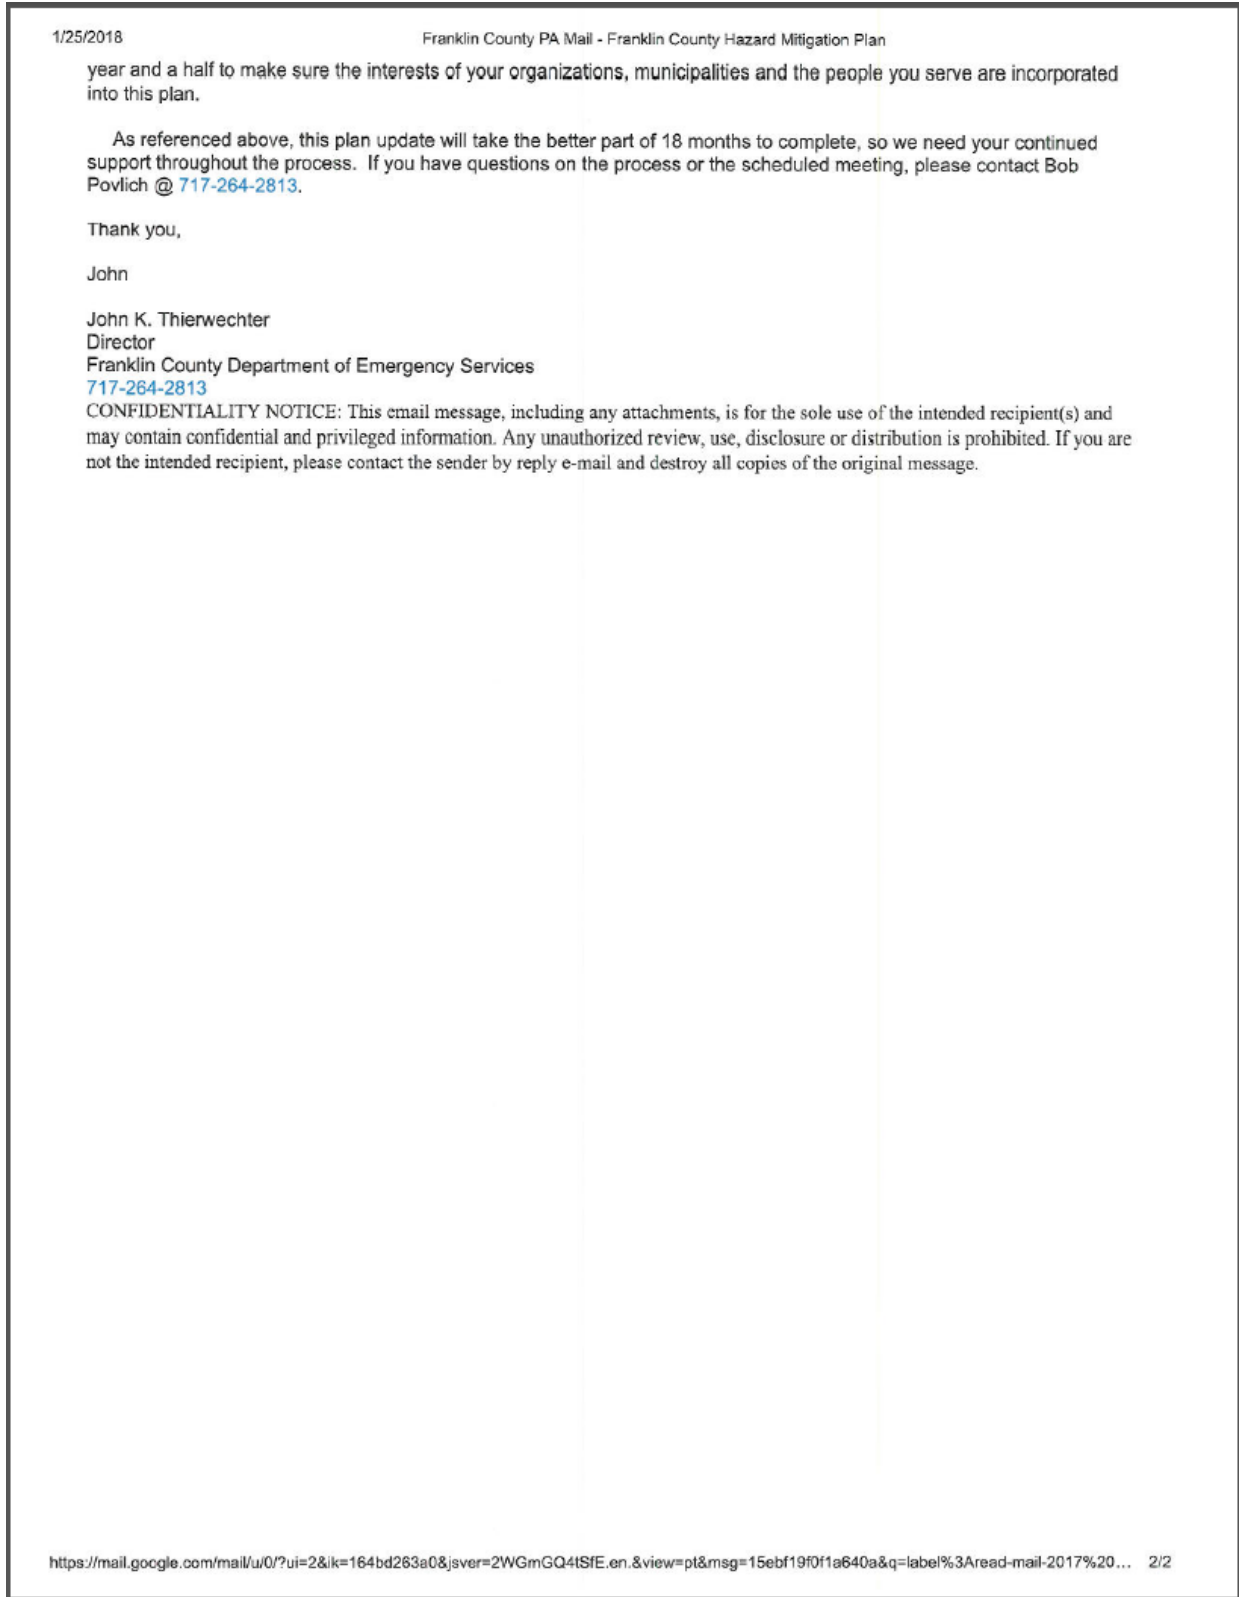 1/25/2018 Franklin County PA Mail - Franklin County Hazard Mitigation Plan
year and a half to make sure the interests of your organizations, municipalities and the people you serve are incorporated
into this plan.
As referenced above, this plan update will take the better part of 18 months to complete, so we need your continued
support throughout the process. If you have questions on the process or the scheduled meeting, please contact Bob
Povlich @ 717-264-2813.
Thank you,
John
John K. Thierwechter
Director
Franklin County Department of Emergency Services
717-264-2813
CONFIDENTIALITY NOTICE: This email message, including any attachments, is for the sole use of the intended recipient(s) and
may contain confidential and privileged information. Any unauthorized review, use, disclosure or distribution is prohibited. If you are
not the intended recipient, please contact the sender by reply e-mail and destroy all copies of the original message.
https://mail.google.com/mail/u/0/?ui=2&ik=164bd263a0&jsver=2WGmGQ4tSfE.en.&view=pt&msg=15ebf19f0f1a640a&q=label%3Aread-mail-2017%20... 2/2